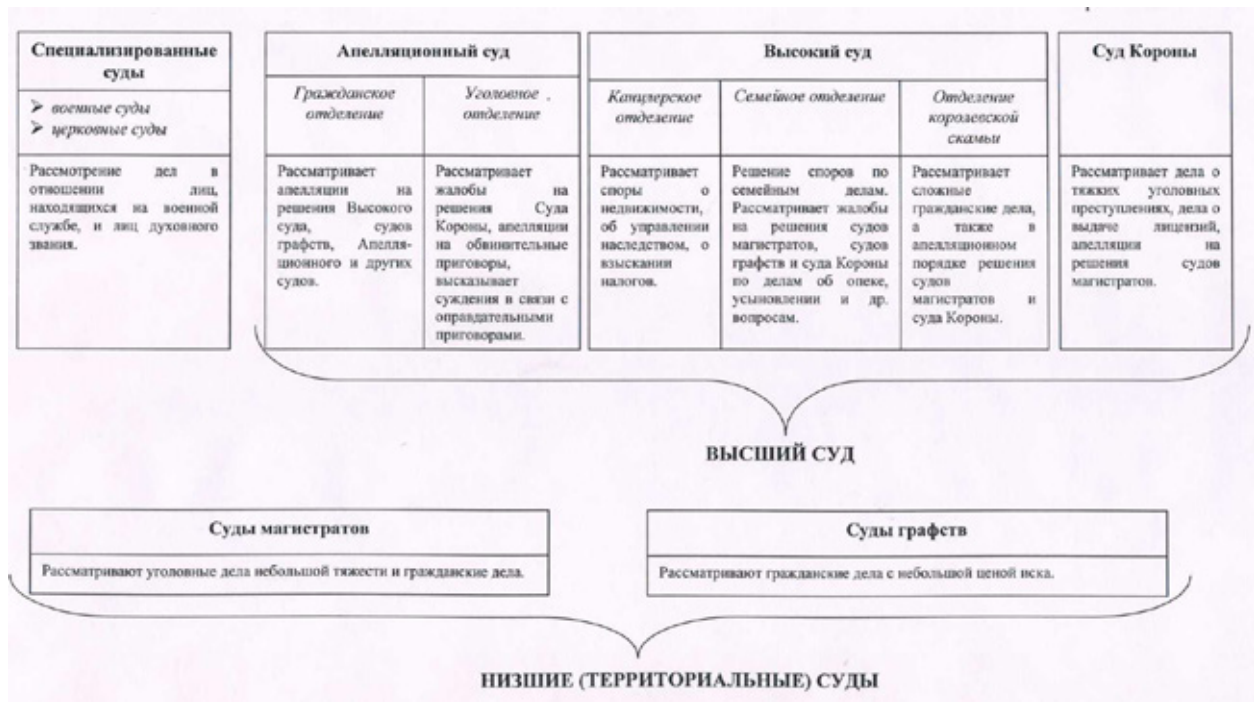 Специализированные
суды
➤ военные суды
➤ церковные суды
Рассмотрение дел в
отношении лиц,
находящихся на военной
службе, и лиц духовного
звания.
Апелляционный суд
Гражданское
отделение
Рассматривает
апелляции на
решения Высокого
суда, судов
графств, Апелля-
ционного и других
судов.
Уголовное
отделение
Рассматривает
жалобы на
решения Суда
Короны, апелляции
на обвинительные
приговоры,
высказывает
суждения в связи с
оправдательными
приговорами.
Высокий суд
Канцлерское
отделение
Рассматривает
споры о
недвижимости,
об управлении
наследством, о
взыскании
налогов.
Семейное отделение
Решение споров по
семейным делам.
Рассматривает жалобы
на решения судов
магистратов, судов
графств и суда Короны
по делам об опеке,
усыновлении и др.
вопросам.
Отделение
королевской
скамьи
Рассматривает
сложные
гражданские дела,
а также в
апелляционном
порядке решения
судов
магистратов и
суда Короны.
Суд Короны
Рассматривает дела о
тяжких уголовных
преступлениях, дела о
выдаче лицензий,
апелляции на
решения судов
магистратов.
ВЫСШИЙ СУД
Суды магистратов
Рассматривают уголовные дела небольшой тяжести и гражданские дела.
Суды графств
Рассматривают гражданские дела с небольшой ценой иска.
НИЗШИЕ (ТЕРРИТОРИАЛЬНЫЕ) СУДЫ